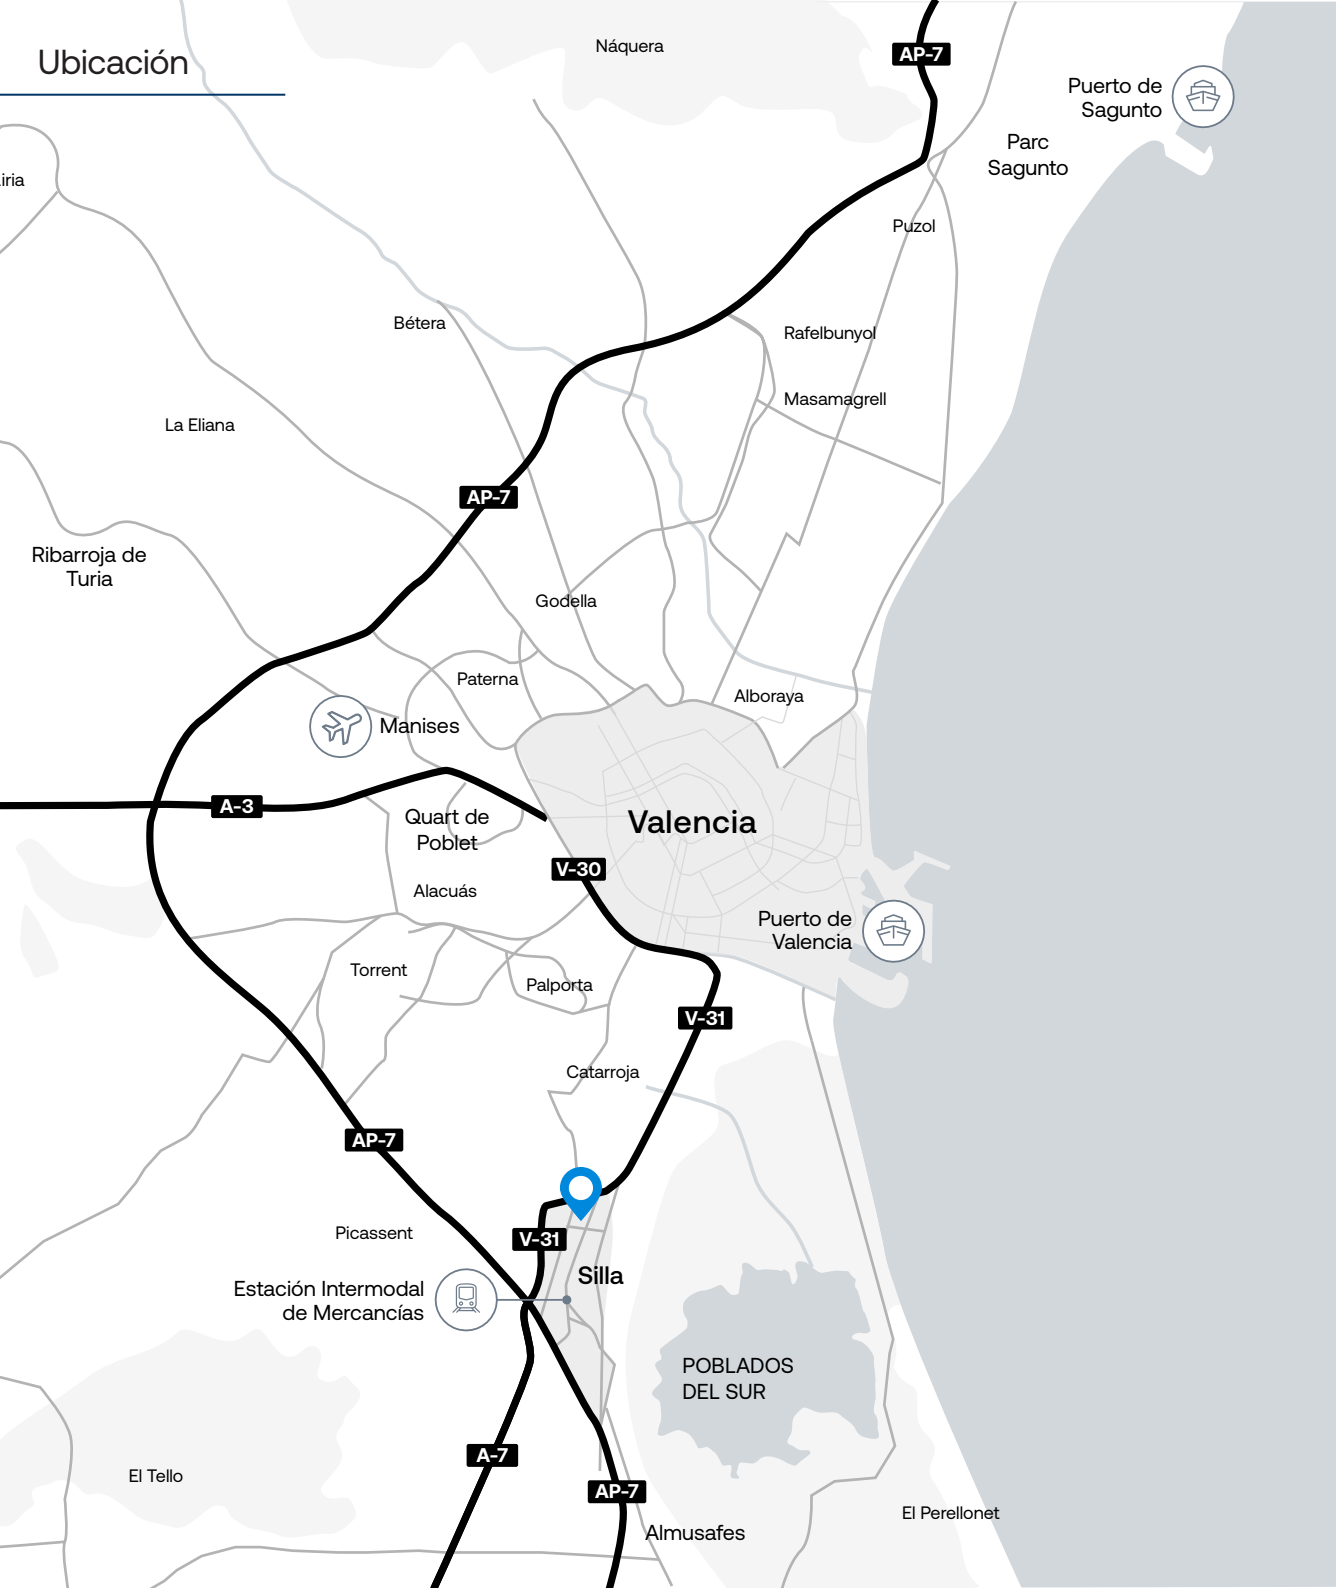 Ubicación
Náquera
AP-7
Puerto de
Sagunto
Parc
Sagunto
iria
Puzol
Bétera
Rafelbunyol
Masamagrell
La Eliana
AP-7
Ribarroja de
Turia
Godella
Paterna
Alboraya
Manises
A-3
Quart de
Poblet
Valencia
V-30
Alacuás
Puerto de
Valencia
Torrent
Palporta
V-31
Catarroja
AP-7
Picassent
V-31
Silla
Estación Intermodal
de Mercancías
POBLADOS
DEL SUR
A-7
El Tello
AP-7
El Perellonet
Almusafes